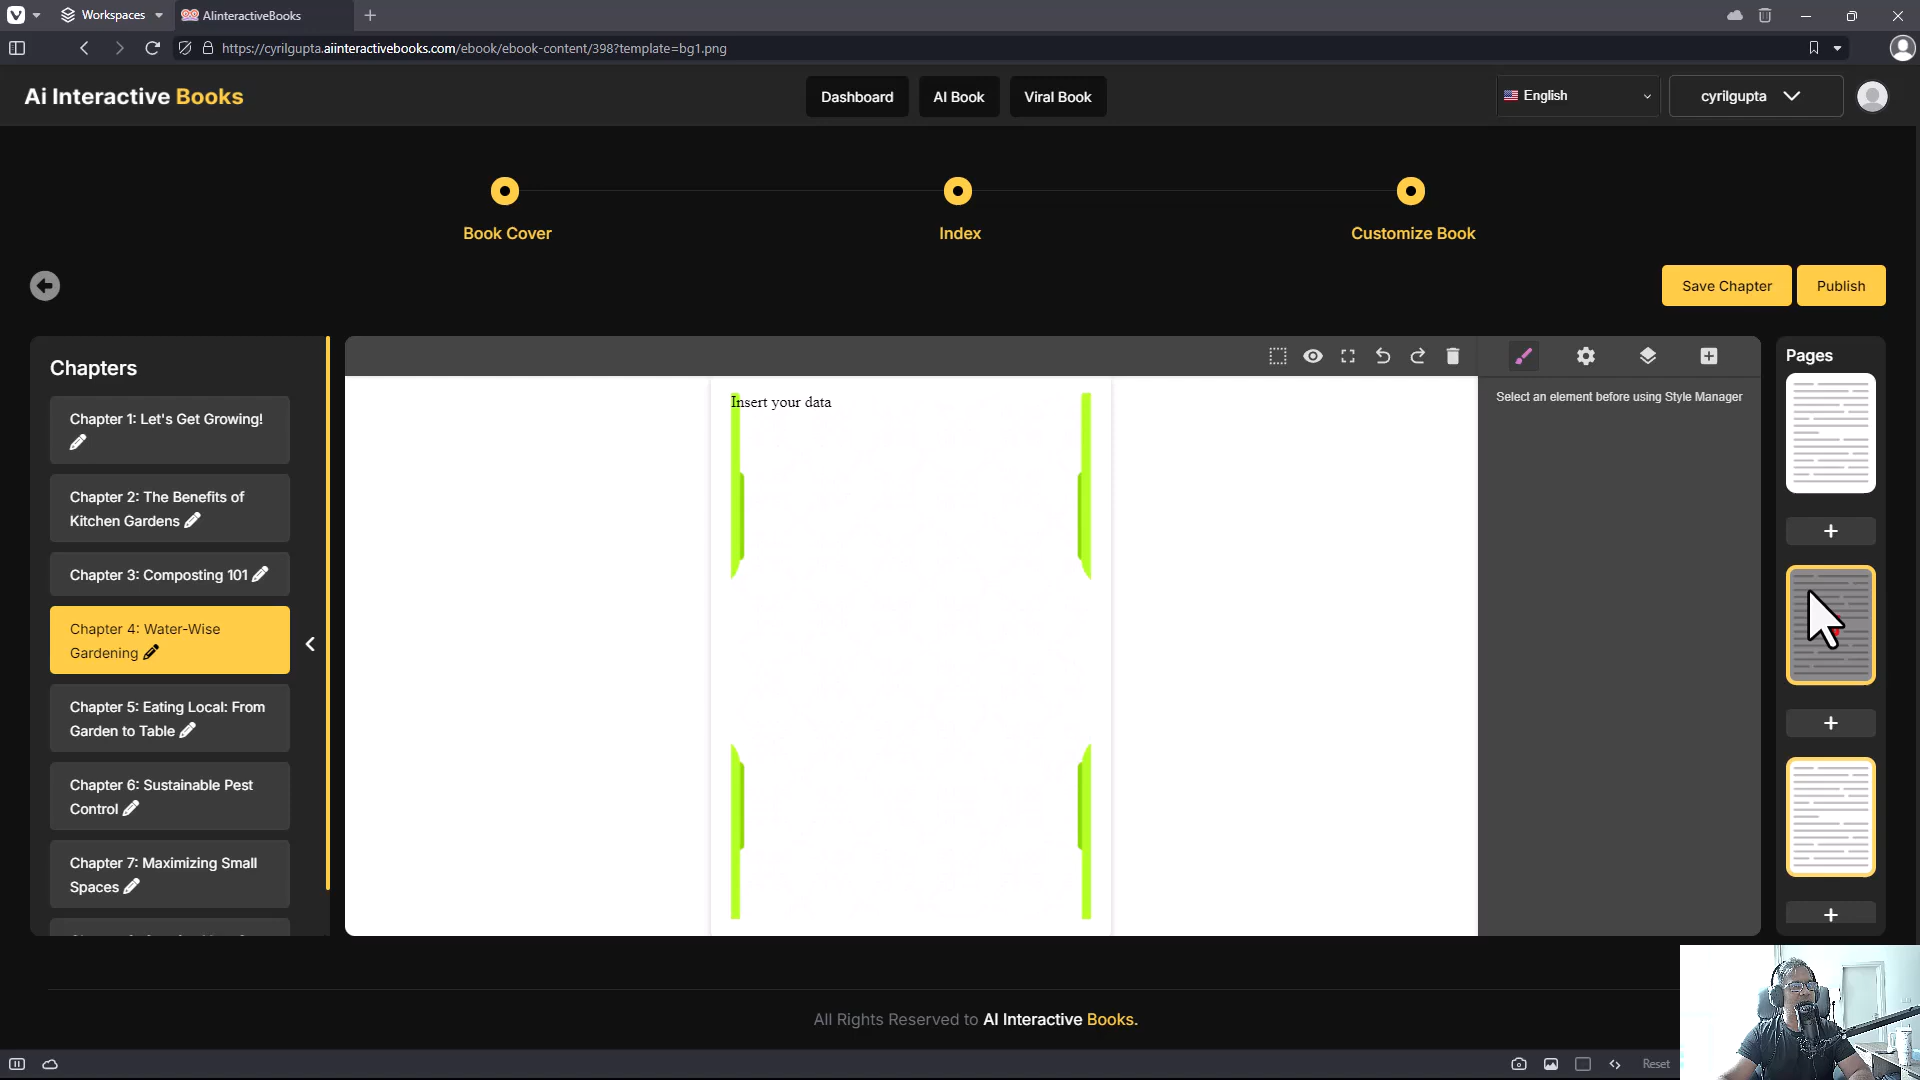 Workspaces
AIinteractiveBooks
https://cyrilgupta.aiinteractivebooks.com/ebook/ebook-content/398?template=bg1.png
Ai Interactive Books
Dashboard
AI Book
Viral Book
English
cyrilgupta
Book Cover
Index
Customize Book
Save Chapter
Publish
Chapters
Chapter 1: Let's Get Growing!
Chapter 2: The Benefits of
Kitchen Gardens
Chapter 3: Composting 101
Chapter 4: Water-Wise
Gardening
Chapter 5: Eating Local: From
Garden to Table
Chapter 6: Sustainable Pest
Control
Chapter 7: Maximizing Small
Spaces
Insert your data
Select an element before using Style Manager
Pages
All Rights Reserved to AI Interactive Books.
Reset